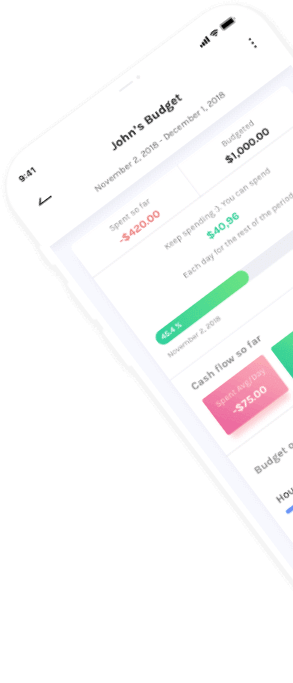 9:41
John's Budget
November 2, 2018 - December 1, 2018
Spent so far
-$420.00
Budgeted
$1,000.00
Keep spending :). You can spend
$40,96
Each day for the rest of the period
45,4 %
November 2, 2018
Cash flow so far
Spent Avg/Day
-$75.00
Budget